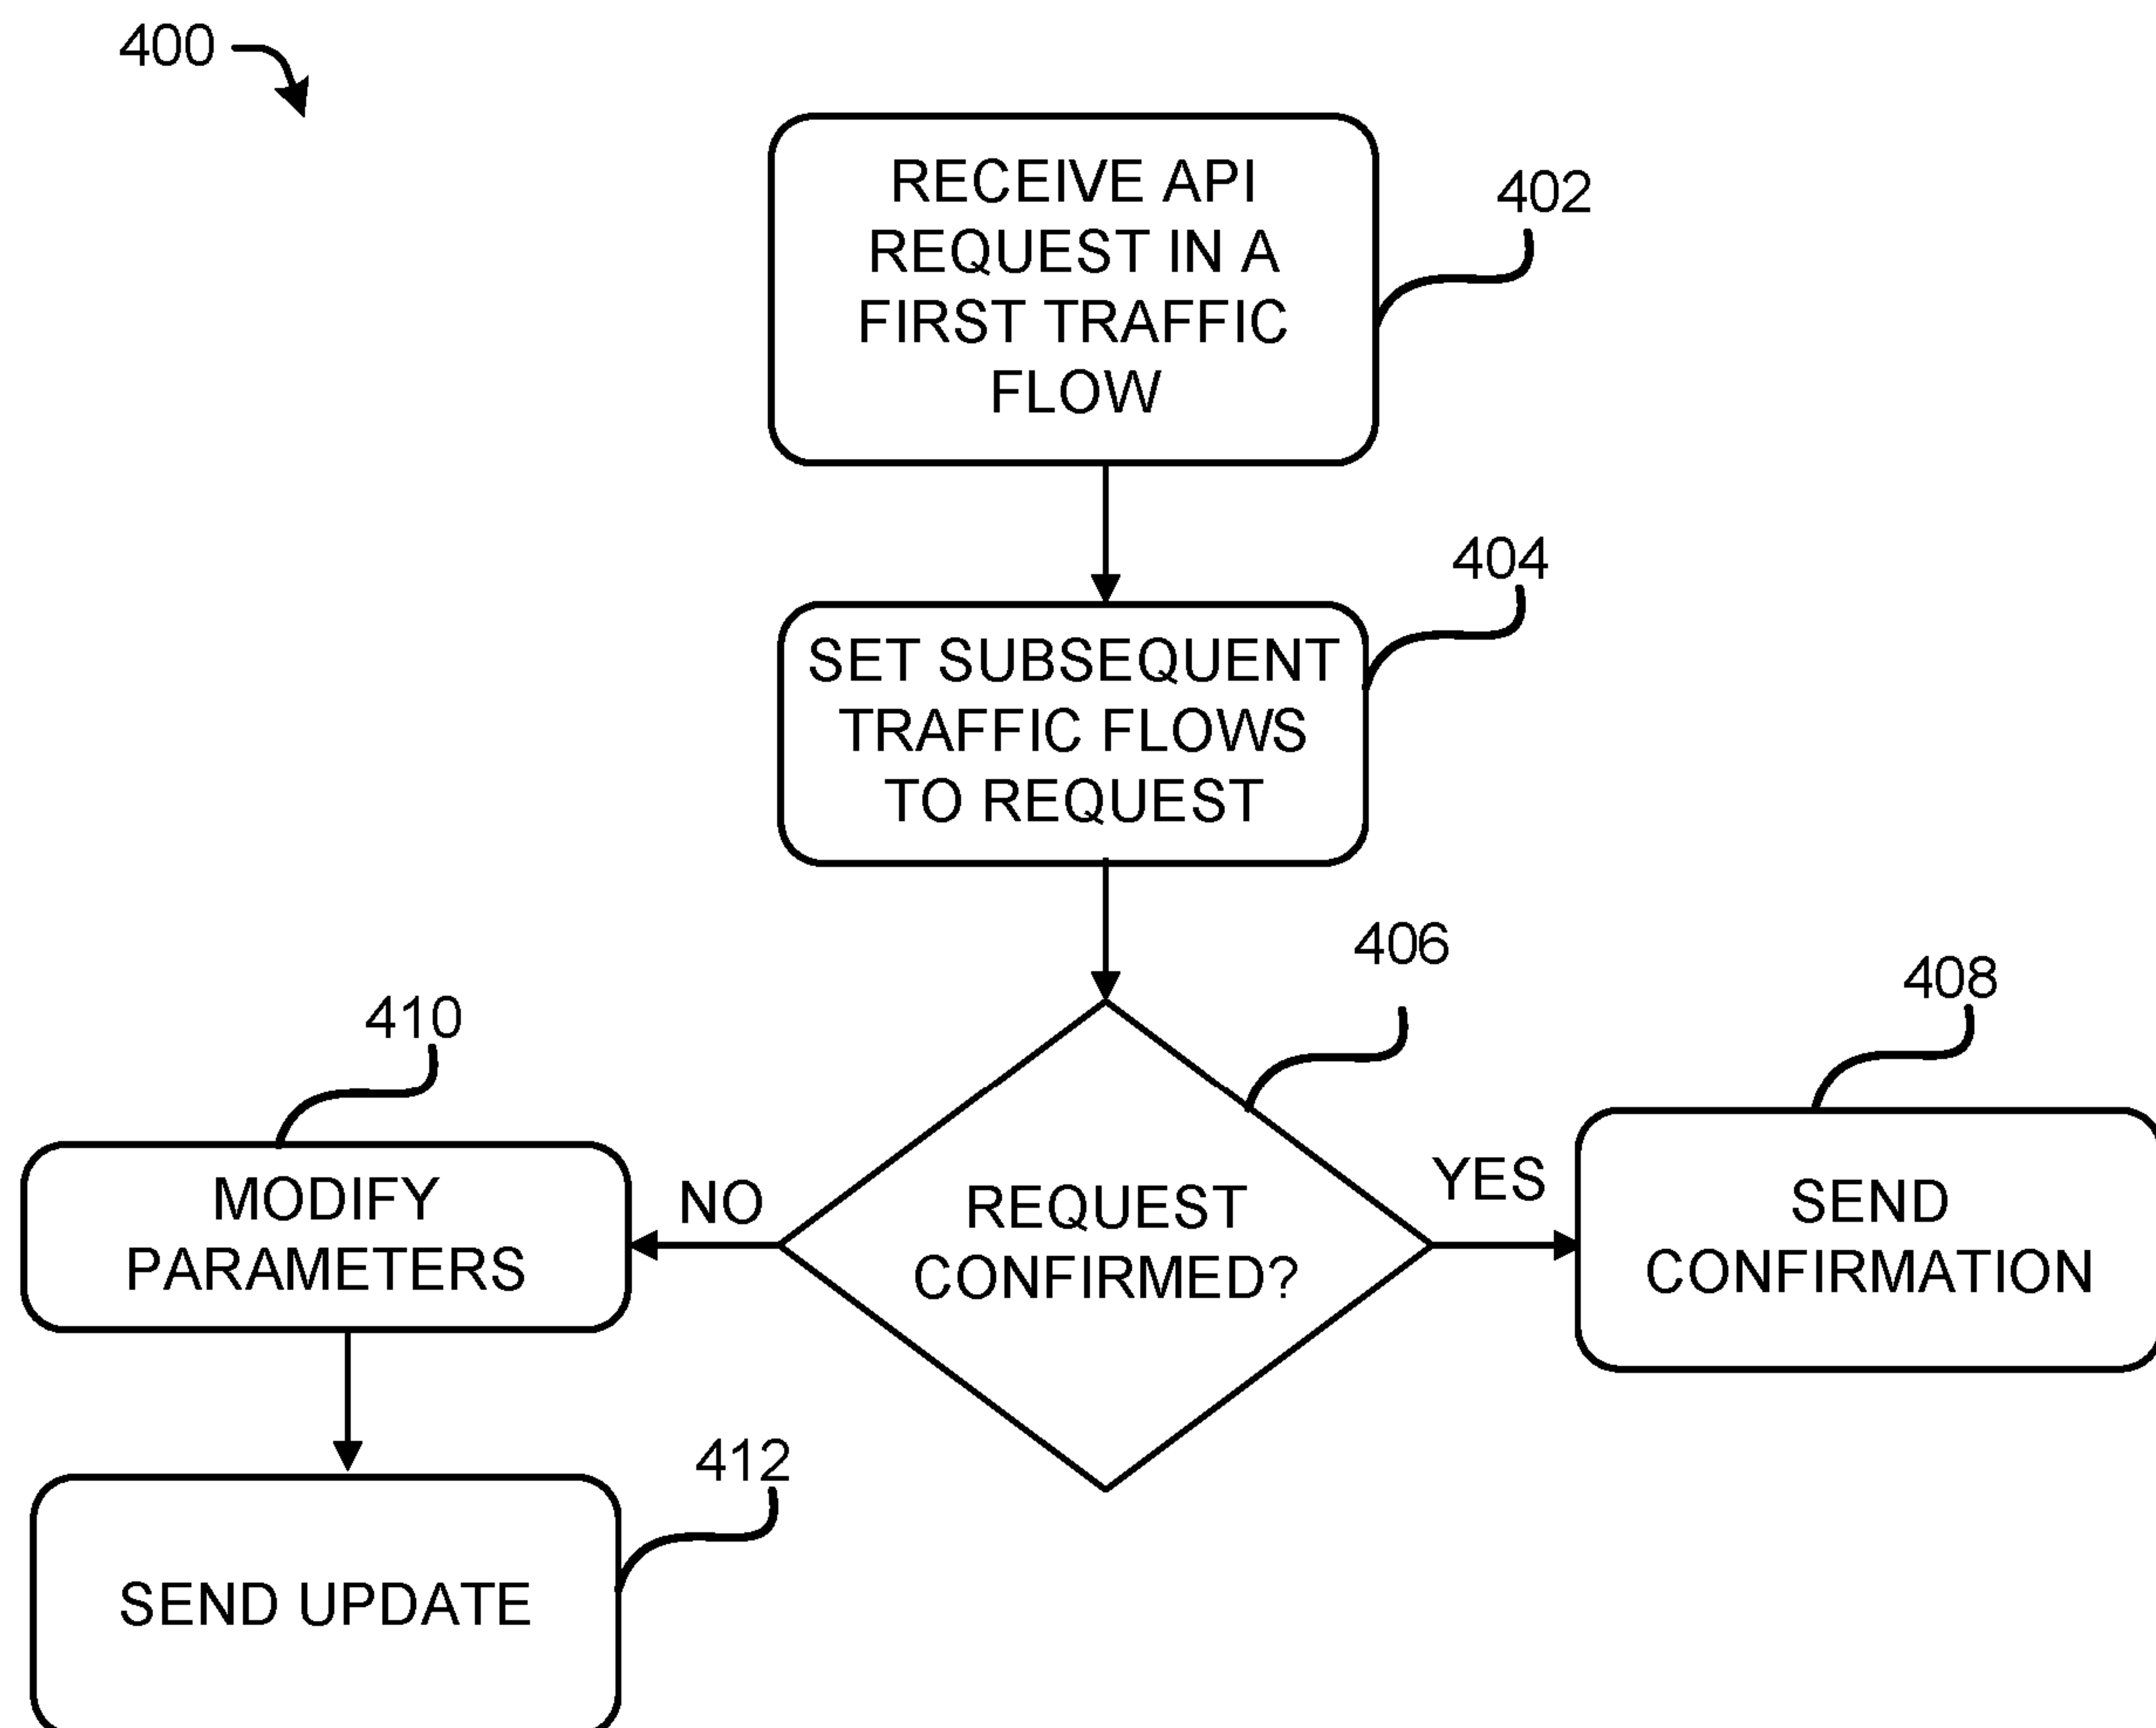 400
RECEIVE API
REQUEST IN A
FIRST TRAFFIC
FLOW
402
SET SUBSEQUENT
TRAFFIC FLOWS
TO REQUEST
404
REQUEST
CONFIRMED?
406
YES
SEND
CONFIRMATION
408
NO
MODIFY
PARAMETERS
410
SEND UPDATE
412